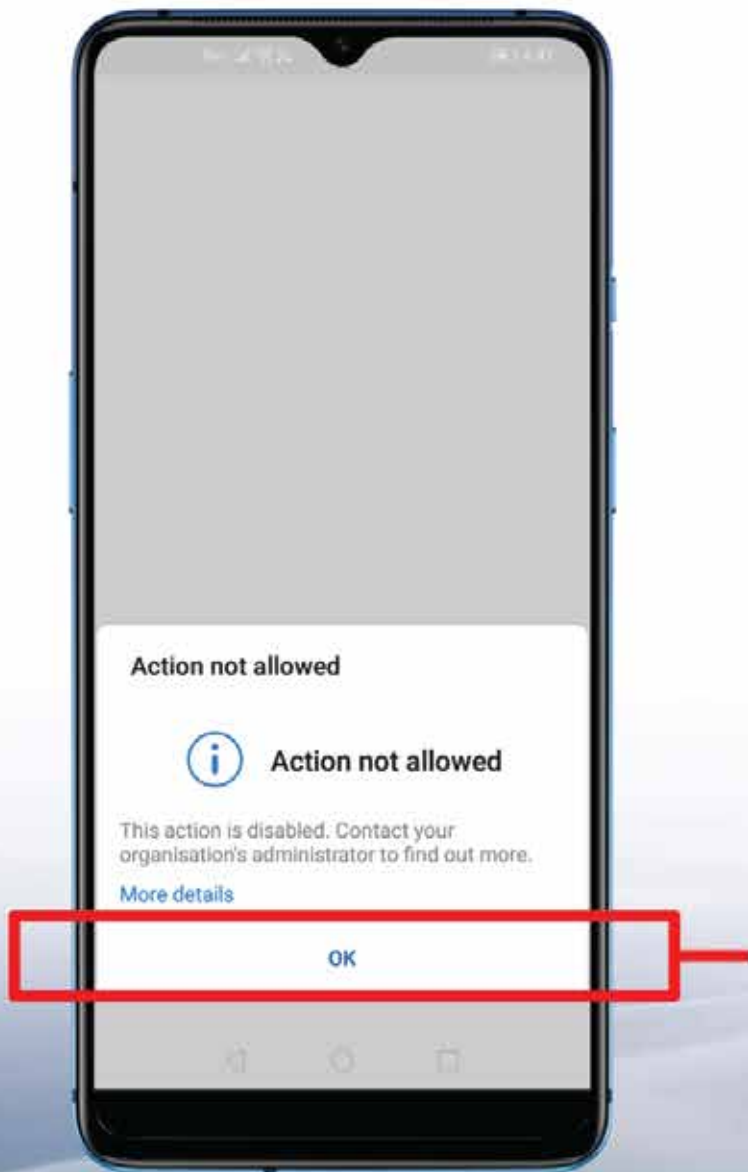 Action not allowed
Action not allowed
This action is disabled. Contact your
organisation's administrator to find out more.
More details
OK